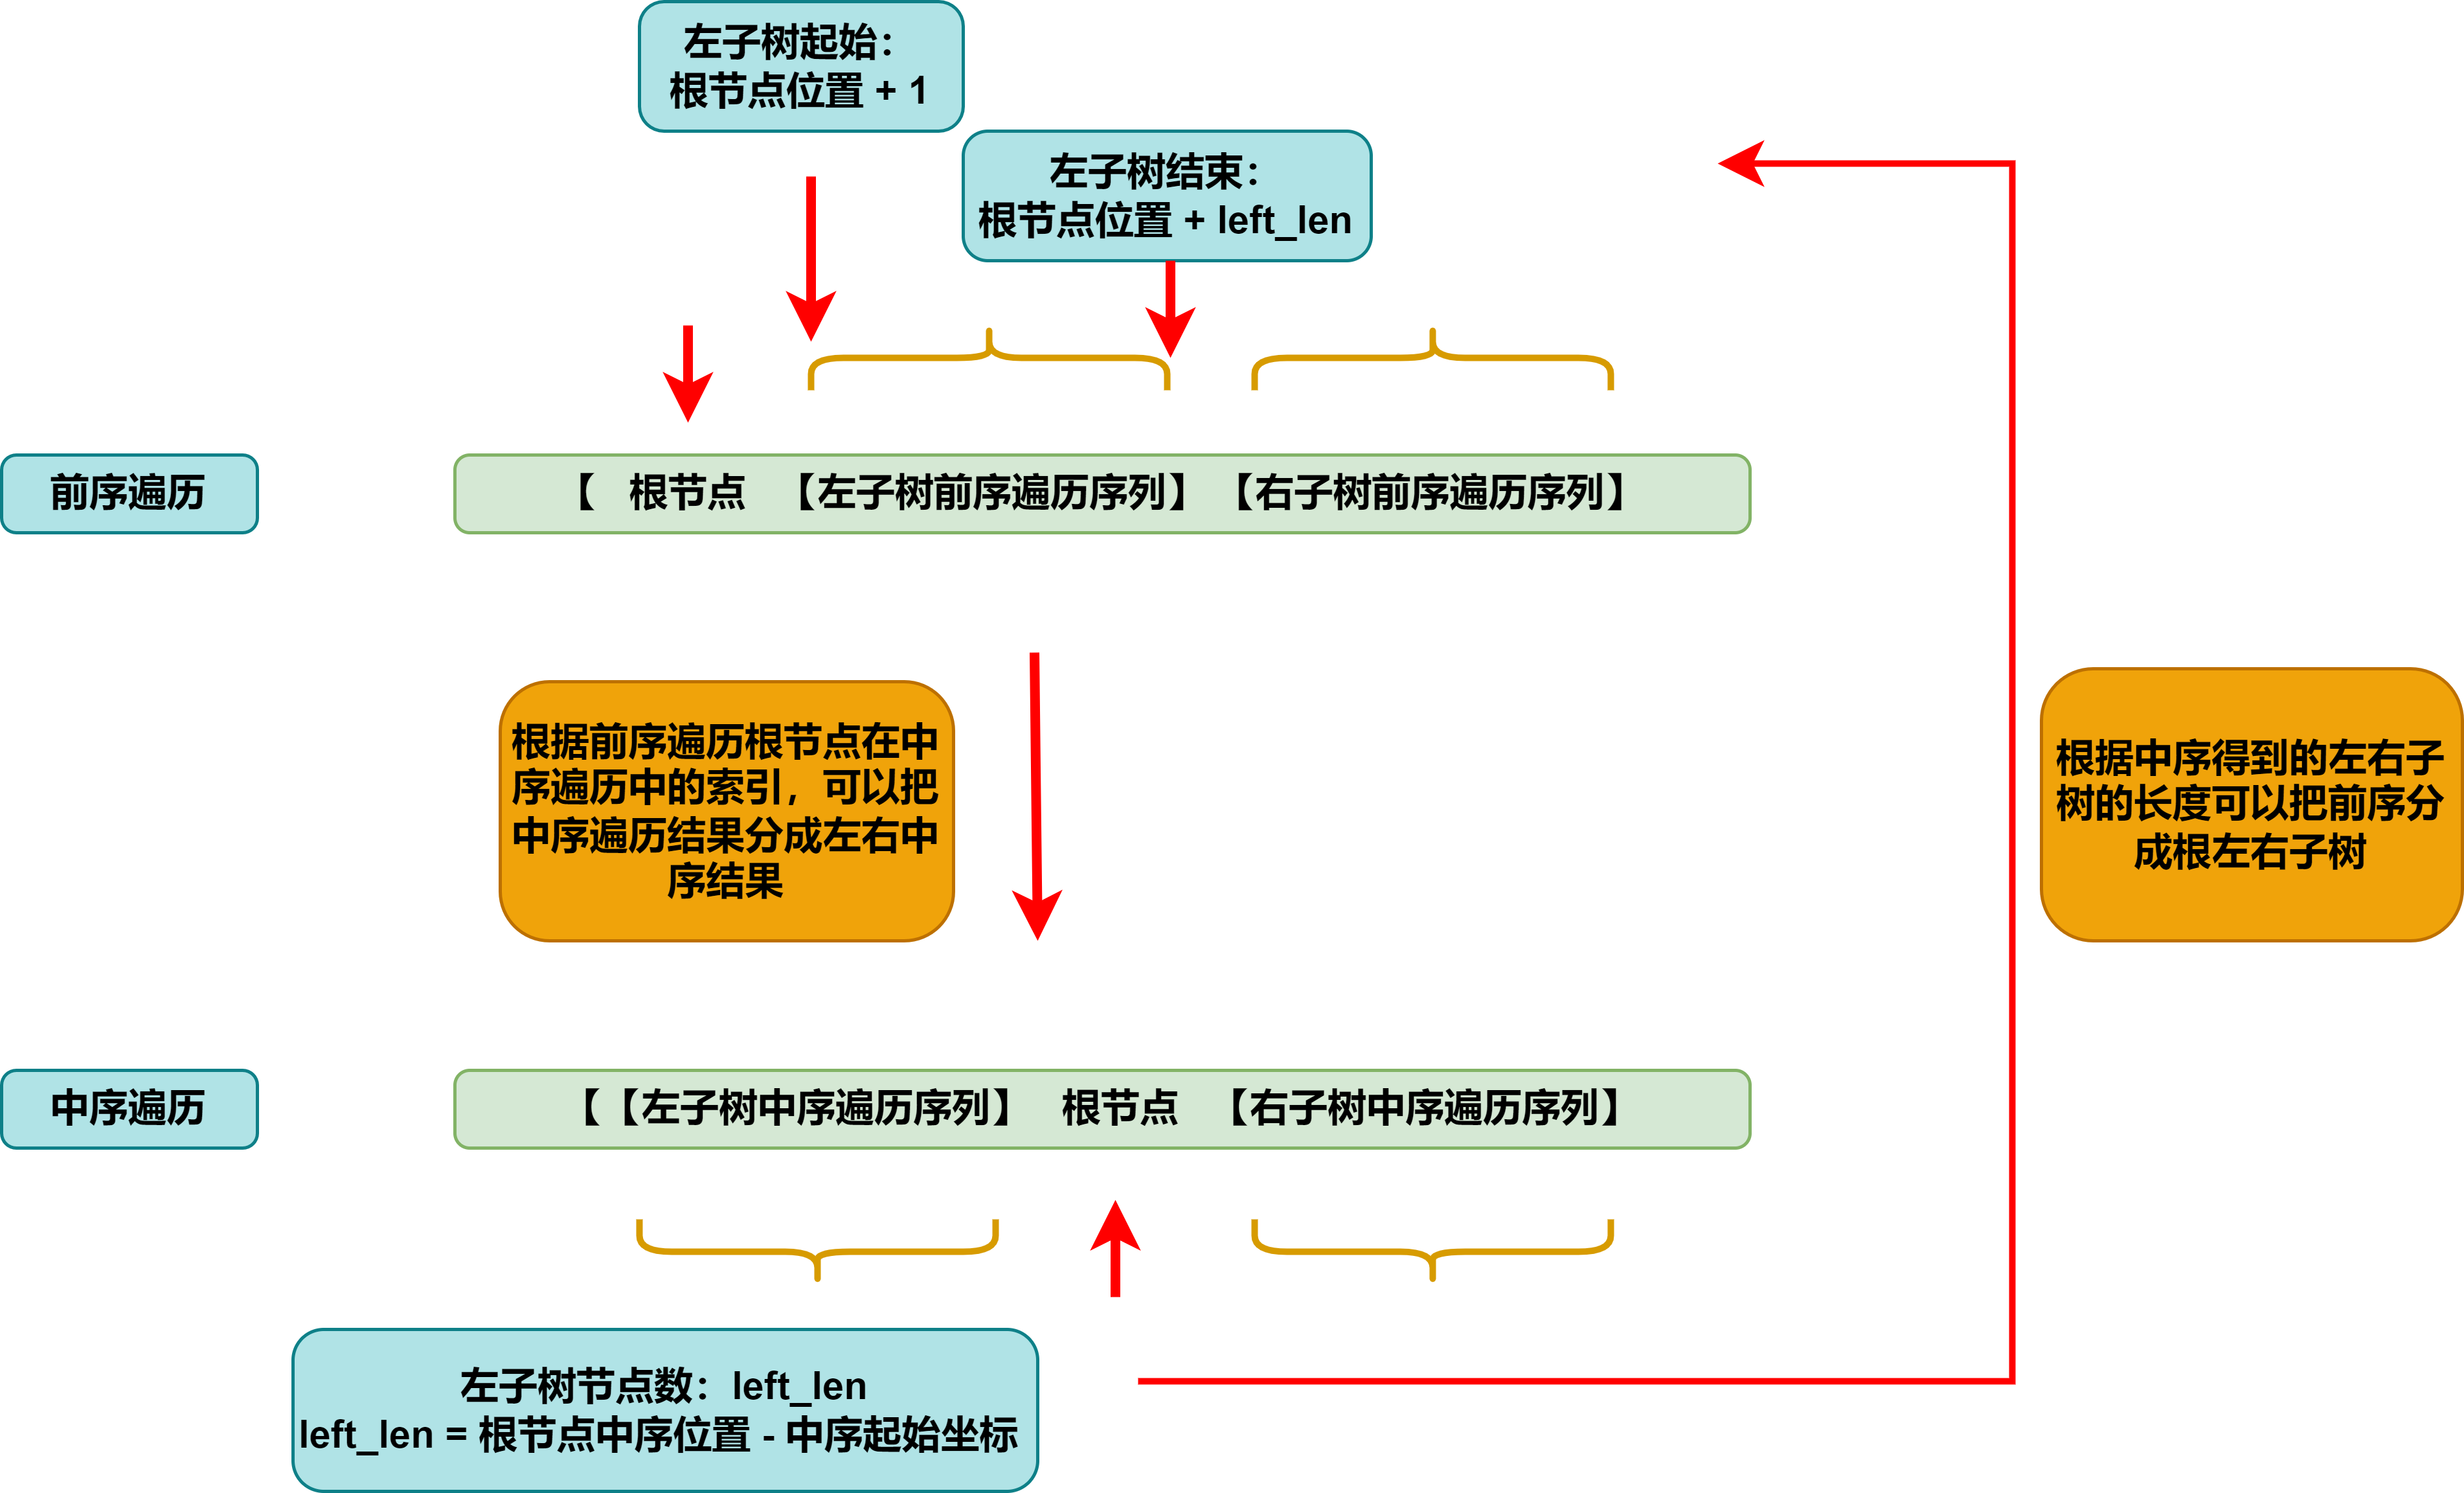 左子树起始：
根节点位置 + 1
左子树结束：
根节点位置 + left_len
前序遍历
【 根节点 【左子树前序遍历序列】 【右子树前序遍历序列】
根据前序遍历根节点在中
序遍历中的索引，可以把
中序遍历结果分成左右中
序结果
根据中序得到的左右子
树的长度可以把前序分
成根左右子树
中序遍历
【 【左子树中序遍历序列】 根节点 【右子树中序遍历序列】
左子树节点数：left_len
left_len = 根节点中序位置 - 中序起始坐标